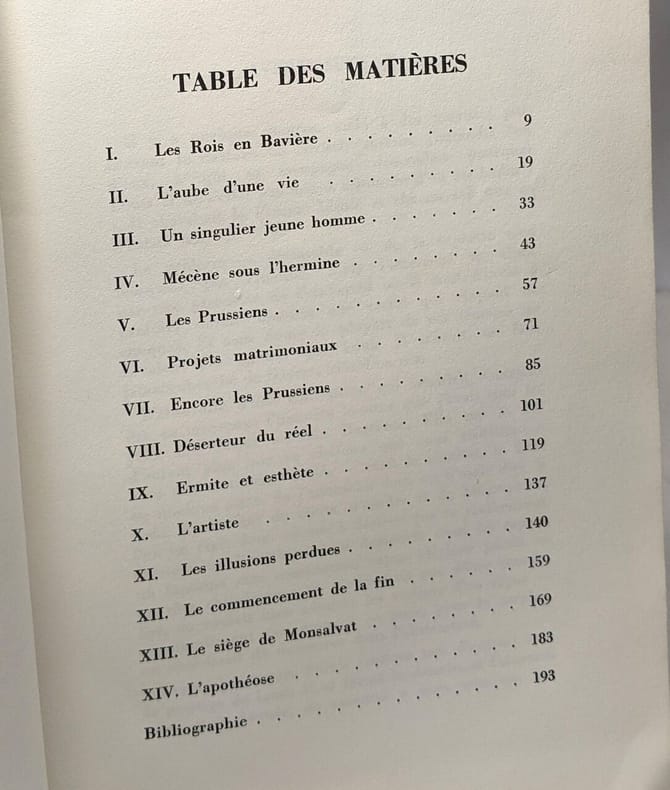 TABLE DES MATIÈRES
I. Les Rois en Bavière . . . . . . . . . 9
II. L'aube d'une vie . . . . . . . . 19
III. Un singulier jeune homme . . . . . . . 33
IV. Mécène sous l'hermine . . . . . . . 43
V. Les Prussiens . . . . . . . . . . . 57
VI. Projets matrimoniaux . . . . . . . 71
VII. Encore les Prussiens . . . . . . . . 85
VIII. Déserteur du réel . . . . . . . . . 101
IX. Ermite et esthète . . . . . . . . . 119
X. L'artiste . . . . . . . . . . . . 137
XI. Les illusions perdues . . . . . . . . 140
XII. Le commencement de la fin . . . . . . 159
XIII. Le siège de Monsalvat . . . . . . . 169
XIV. L'apothéose . . . . . . . . . . . 183
Bibliographie . . . . . . . . . . . . 193